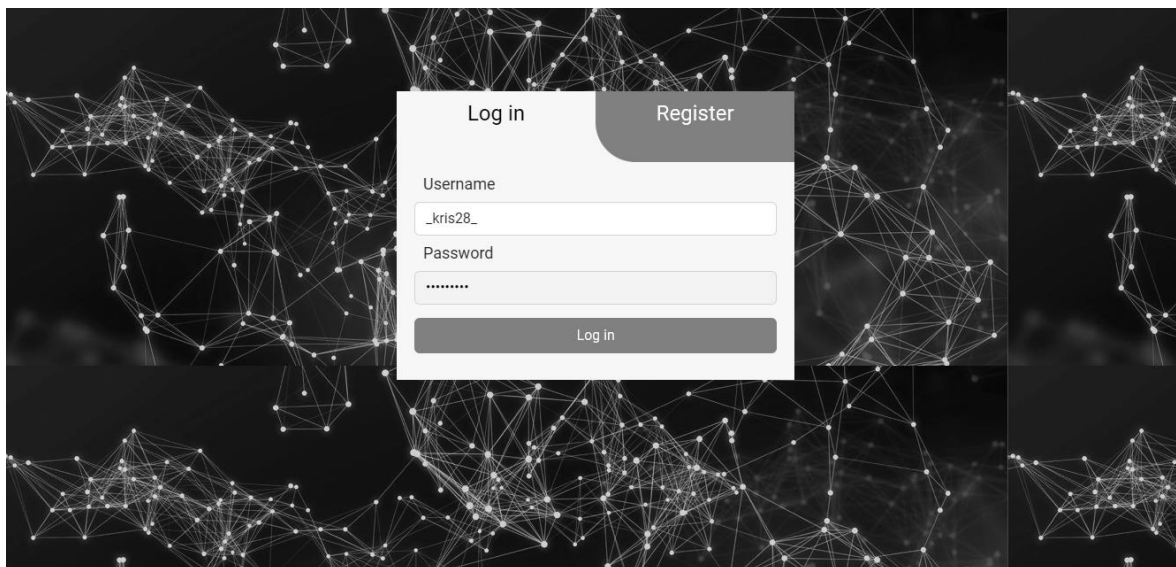 Log in
Register
Username
_kris28_
Password
•••••••••
Log in